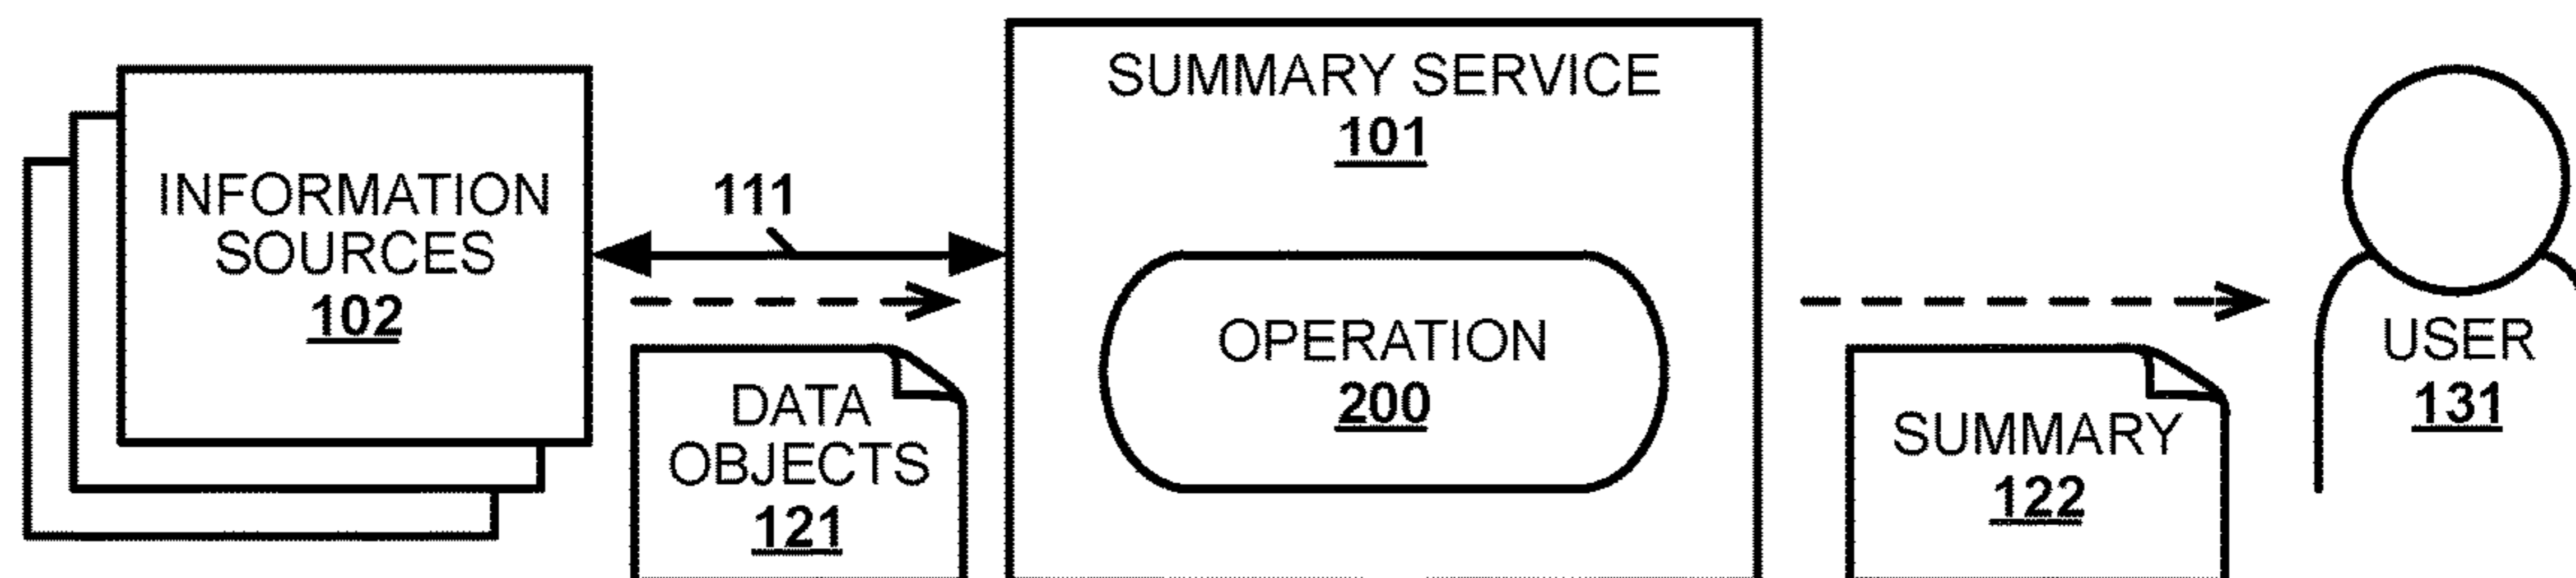 INFORMATION
SOURCES
102
111
DATA
OBJECTS
121
SUMMARY SERVICE
101
OPERATION
200
SUMMARY
122
USER
131